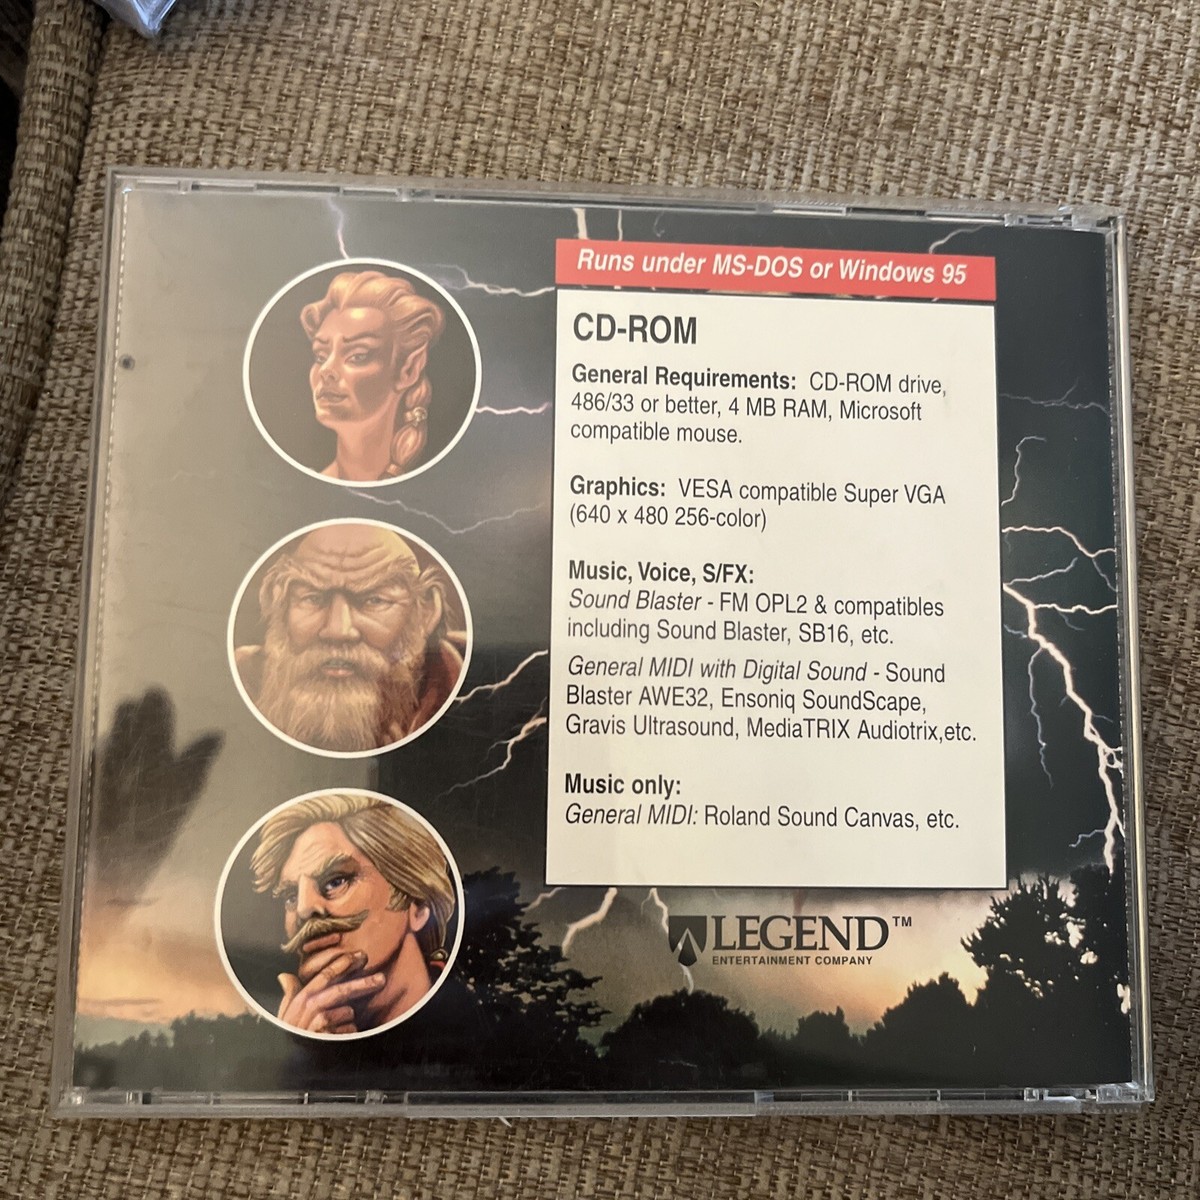 Runs under MS-DOS or Windows 95
CD-ROM
General Requirements: CD-ROM drive,
486/33 or better, 4 MB RAM, Microsoft
compatible mouse.
Graphics: VESA compatible Super VGA
(640 x 480 256-color)
Music, Voice, S/FX:
Sound Blaster - FM OPL2 & compatibles
including Sound Blaster, SB16, etc.
General MIDI with Digital Sound - Sound
Blaster AWE32, Ensoniq SoundScape,
Gravis Ultrasound, MediaTRIX Audiotrix,etc.
Music only:
General MIDI: Roland Sound Canvas, etc.
LEGEND™
ENTERTAINMENT COMPANY